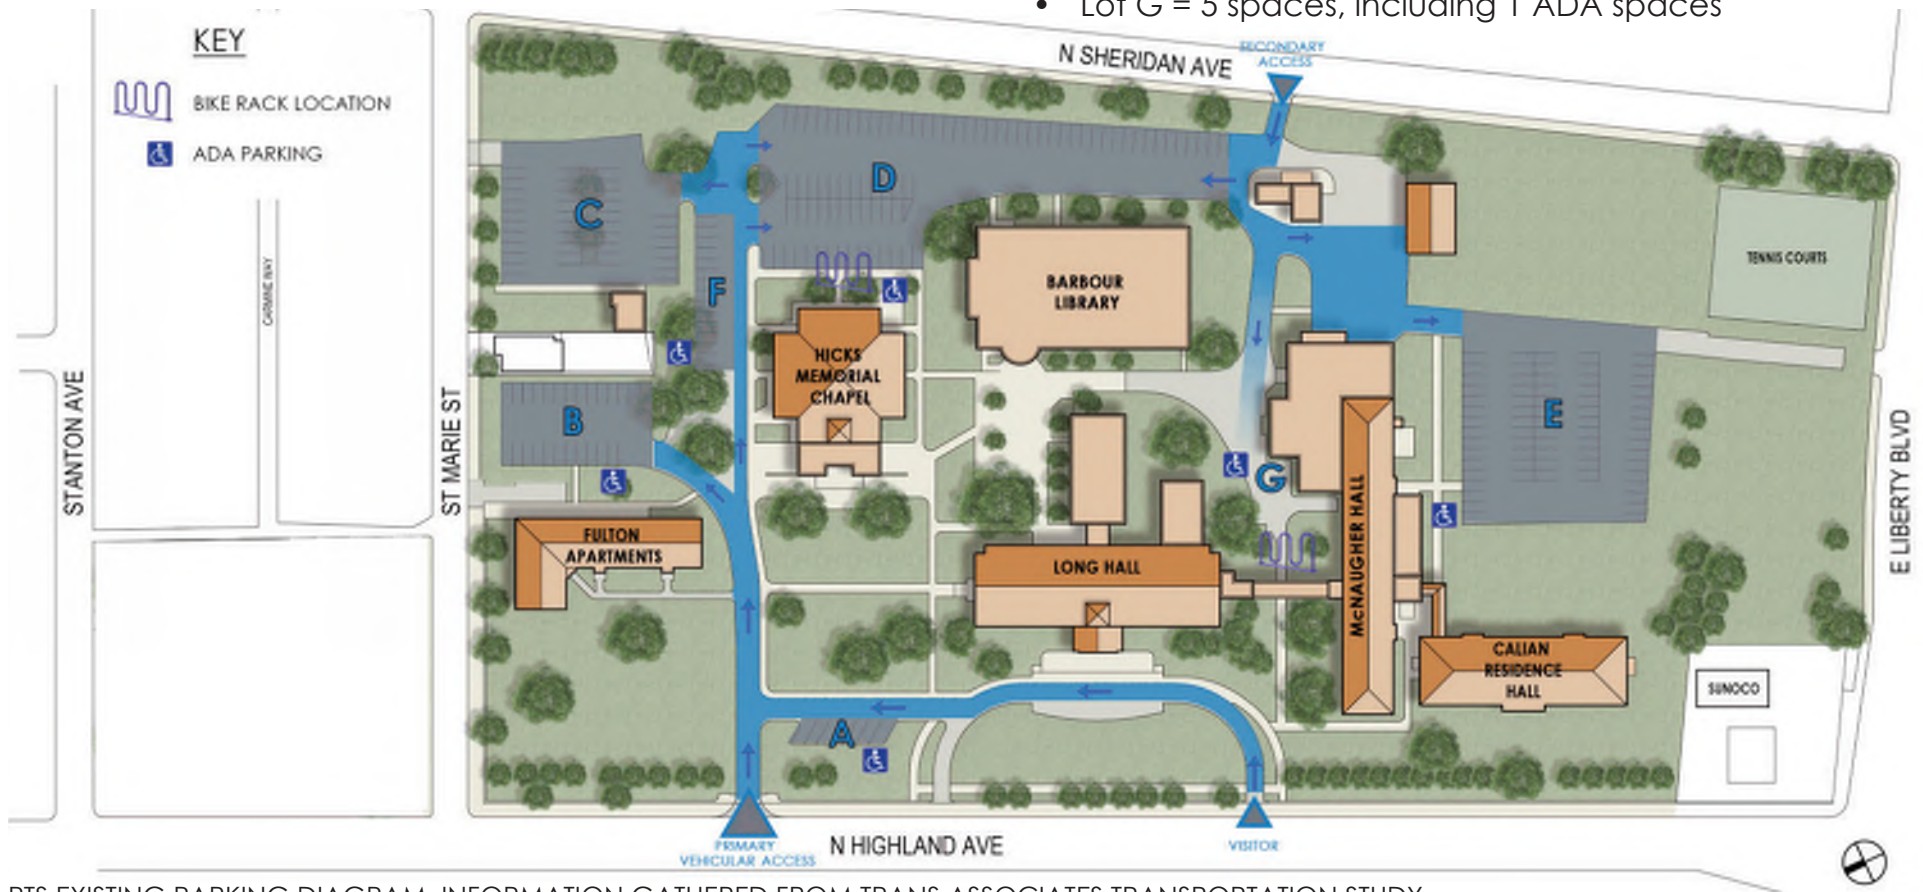 • Lot G = 5 spaces, including 1 ADA spaces
KEY
BIKE RACK LOCATION
ADA PARKING
N SHERIDAN AVE
SECONDARY
ACCESS
CARMINE WAY
STANTON AVE
ST MARIE ST
C
D
F
B
HICKS
MEMORIAL
CHAPEL
BARBOUR
LIBRARY
TENNIS COURTS
E
G
E LIBERTY BLVD
FULTON
APARTMENTS
LONG HALL
McNAUGHER HALL
CALIAN
RESIDENCE
HALL
SUNOCO
A
PRIMARY
VEHICULAR ACCESS
N HIGHLAND AVE
VISITOR
PTS EXISTING PARKING DIAGRAM, INFORMATION GATHERED FROM TRANS ASSOCIATES TRANSPORTATION STUDY